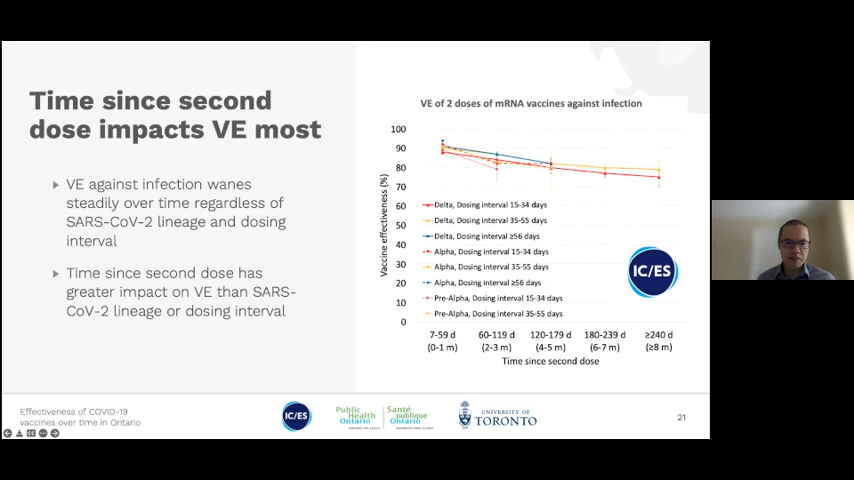 Time since second
dose impacts VE most
VE against infection wanes
steadily over time regardless of
SARS-CoV-2 lineage and dosing
interval
Time since second dose has
greater impact on VE than SARS-
CoV-2 lineage or dosing interval
VE of 2 doses of mRNA vaccines against infection
Vaccine effectiveness (%)
100
90
80
70
60
50
40
30
20
10
0
Delta, Dosing interval 15-34 days
Delta, Dosing interval 35-55 days
Delta, Dosing interval ≥56 days
Alpha, Dosing interval 15-34 days
Alpha, Dosing interval 35-55 days
Alpha, Dosing interval ≥56 days
Pre-Alpha, Dosing interval 15-34 days
Pre-Alpha, Dosing interval 35-55 days
IC/ES
7-59 d 60-119 d 120-179 d 180-239 d ≥240 d
(0-1 m) (2-3 m) (4-5 m) (6-7 m) (≥8 m)
Time since second dose
Effectiveness of COVID-19
vaccines over time in Ontario
IC/ES
Public
Health
Ontario
Santé
publique
Ontario
UNIVERSITY OF
TORONTO
21